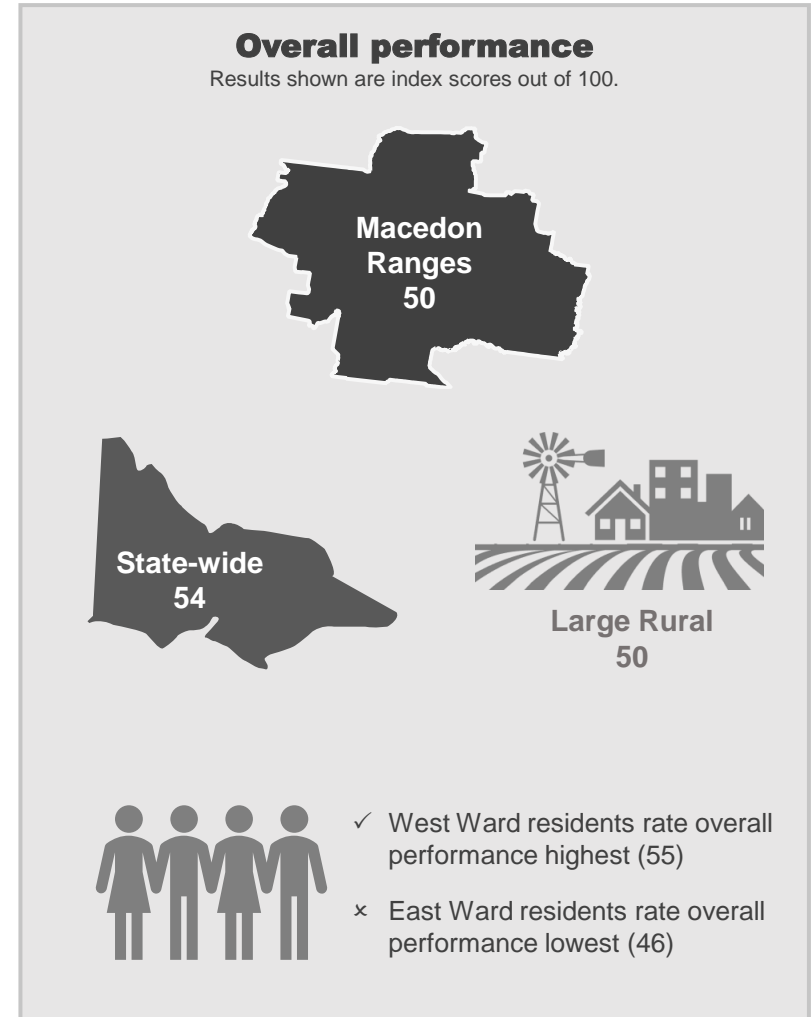 Overall performance
Results shown are index scores out of 100.
Macedon
Ranges
50
State-wide
54
Large Rural
50
✓ West Ward residents rate overall
performance highest (55)
× East Ward residents rate overall
performance lowest (46)